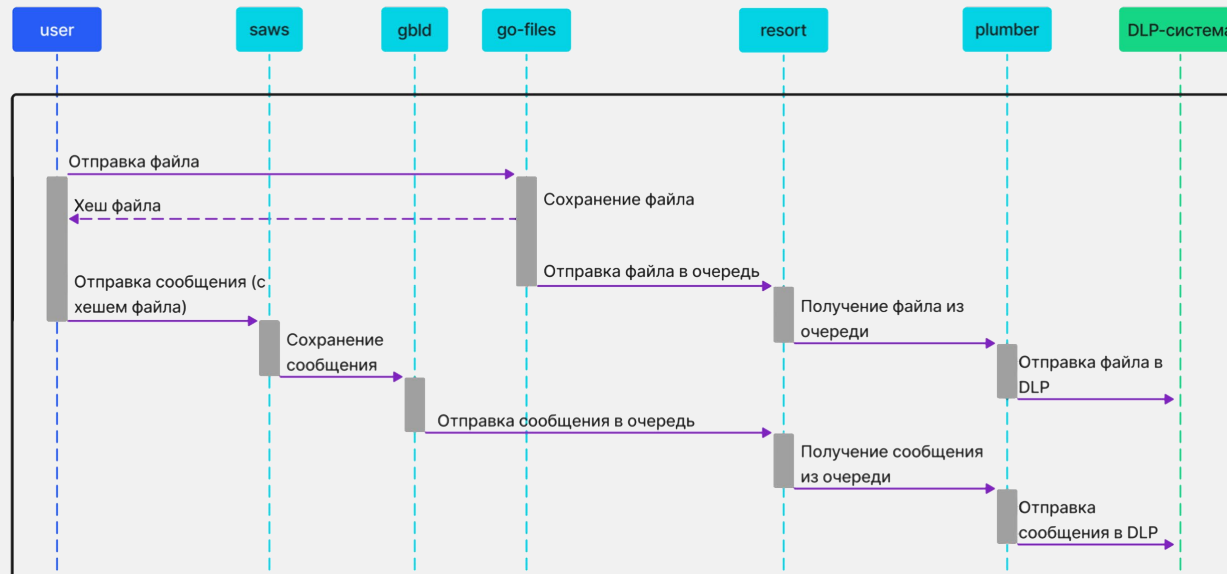 user
saws
gbld
go-files
resort
plumber
DLP-система
Отправка файла
Сохранение файла
Хеш файла
Отправка файла в очередь
Отправка сообщения (с
хешем файла)
Получение файла из
очереди
Сохранение
сообщения
Отправка файла в
DLP
Отправка сообщения в очередь
Получение сообщения
из очереди
Отправка
сообщения в DLP